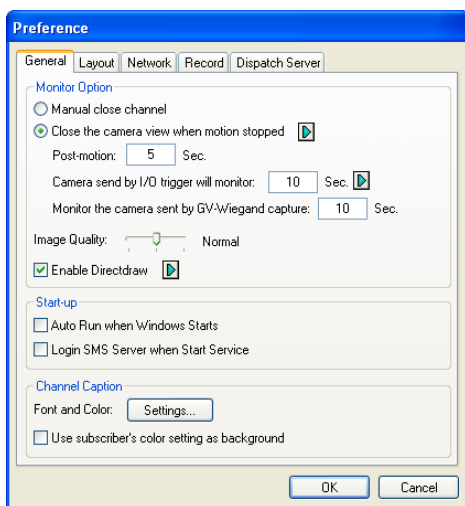 Preference
General Layout Network Record Dispatch Server
Monitor Option
Manual close channel
Close the camera view when motion stopped
Post-motion: 5 Sec.
Camera send by I/O trigger will monitor: 10 Sec.
Monitor the camera sent by GV-Wiegand capture: 10 Sec.
Image Quality: Normal
Enable Directdraw
Start-up
Auto Run when Windows Starts
Login SMS Server when Start Service
Channel Caption
Font and Color: Settings...
Use subscriber's color setting as background
OK Cancel